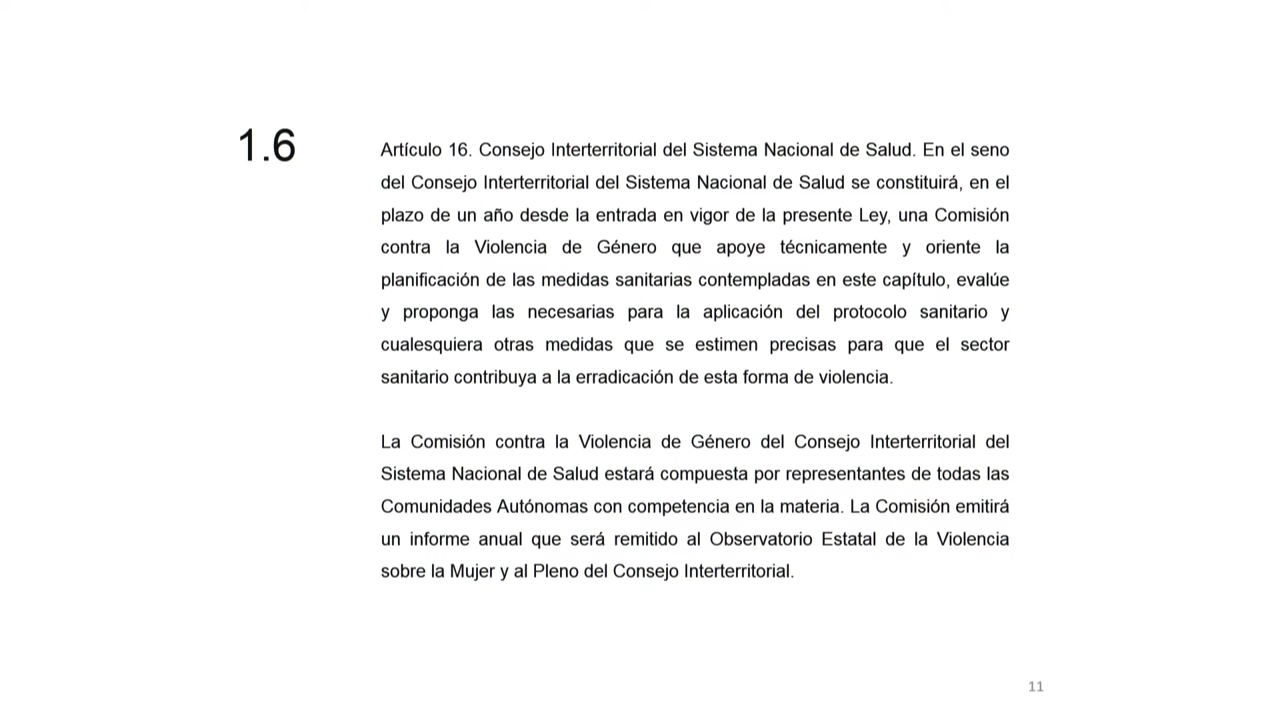 1.6
Artículo 16. Consejo Interterritorial del Sistema Nacional de Salud. En el seno
del Consejo Interterritorial del Sistema Nacional de Salud se constituirá, en el
plazo de un año desde la entrada en vigor de la presente Ley, una Comisión
contra la Violencia de Género que apoye técnicamente y oriente la
planificación de las medidas sanitarias contempladas en este capítulo, evalúe
y proponga las necesarias para la aplicación del protocolo sanitario y
cualesquiera otras medidas que se estimen precisas para que el sector
sanitario contribuya a la erradicación de esta forma de violencia.
La Comisión contra la Violencia de Género del Consejo Interterritorial del
Sistema Nacional de Salud estará compuesta por representantes de todas las
Comunidades Autónomas con competencia en la materia. La Comisión emitirá
un informe anual que será remitido al Observatorio Estatal de la Violencia
sobre la Mujer y al Pleno del Consejo Interterritorial.
11